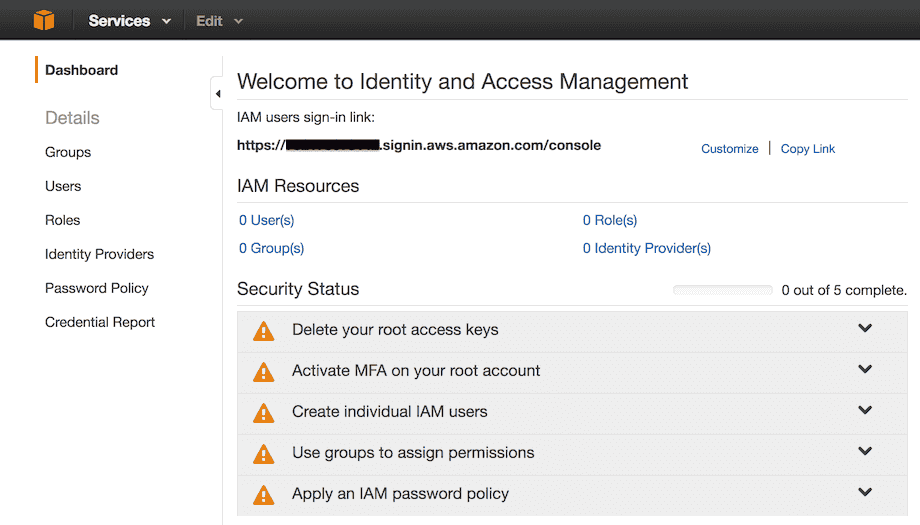 Services Edit
Dashboard
Details
Groups
Users
Roles
Identity Providers
Password Policy
Credential Report
Welcome to Identity and Access Management
IAM users sign-in link:
https:// .signin.aws.amazon.com/console Customize | Copy Link
IAM Resources
0 User(s) 0 Role(s)
0 Group(s) 0 Identity Provider(s)
Security Status 0 out of 5 complete.
Delete your root access keys
Activate MFA on your root account
Create individual IAM users
Use groups to assign permissions
Apply an IAM password policy